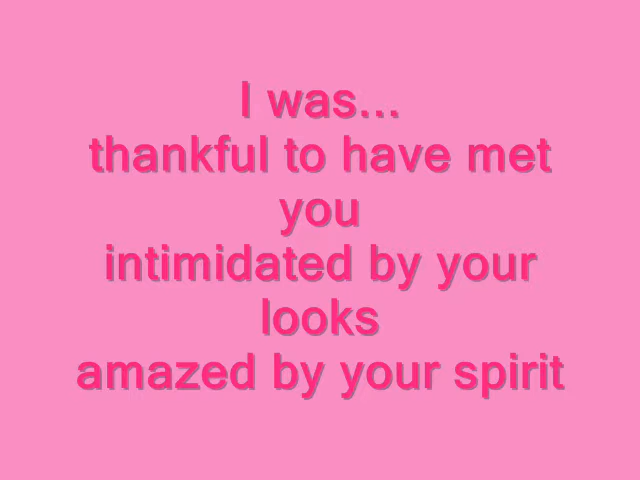 I was...
thankful to have met
you
intimidated by your
looks
amazed by your spirit